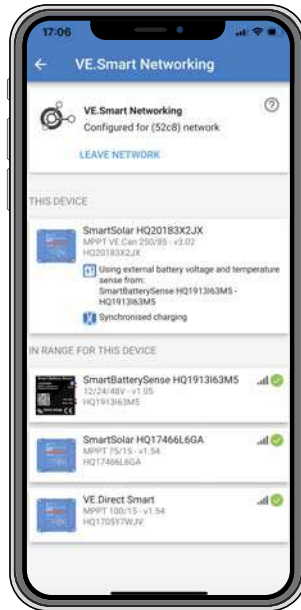 17:06
VE.Smart Networking
VE.Smart Networking
Configured for (52c8) network
LEAVE NETWORK
THIS DEVICE
SmartSolar HQ20183X2JX
MPPT VE.Can 250/85 - v3.02
HQ20183X2JX
Using external battery voltage and temperature
sense from:
SmartBatterySense HQ1913I63M5 -
HQ1913I63M5
Synchronised charging
IN RANGE FOR THIS DEVICE
SmartBatterySense HQ1913I63M5
12/24/48V - v1.05
HQ1913I63M5
SmartSolar HQ17466L6GA
MPPT 75/15 - v1.54
HQ17466L6GA
VE.Direct Smart
MPPT 100/15 - v1.54
HQ1705Y7WJV